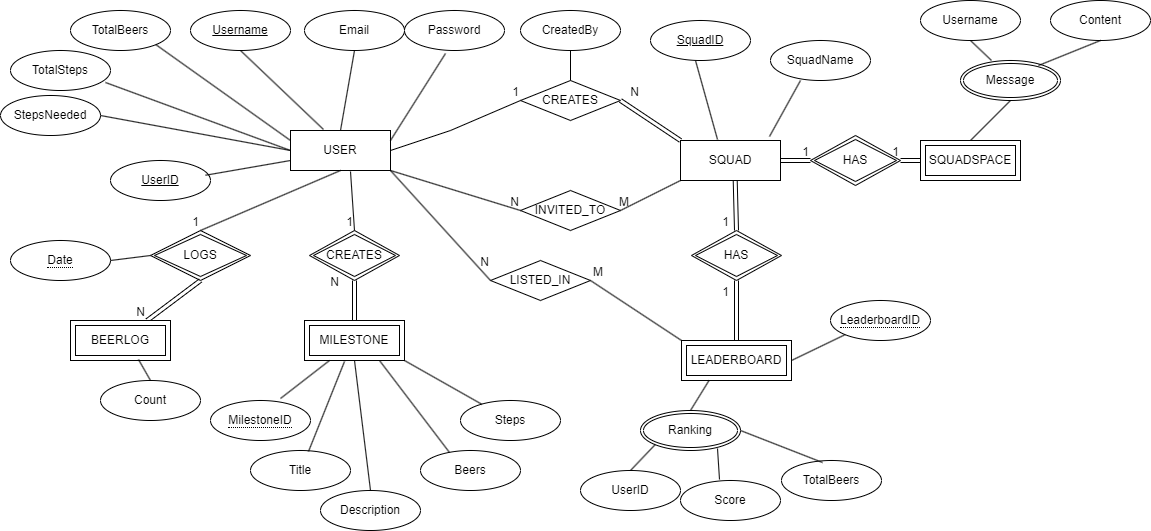 TotalBeers
Username
Email
Password
CreatedBy
SquadID
SquadName
Username
Content
TotalSteps
StepsNeeded
Message
1
CREATES
N
USER
SQUAD
1
HAS
1
SQUADSPACE
UserID
N
INVITED_TO
M
1
LOGS
1
CREATES
1
HAS
Date
N
LISTED_IN
M
N
N
1
BEERLOG
MILESTONE
LeaderboardID
LEADERBOARD
Count
MilestoneID
Steps
Ranking
Title
Beers
Description
UserID
Score
TotalBeers